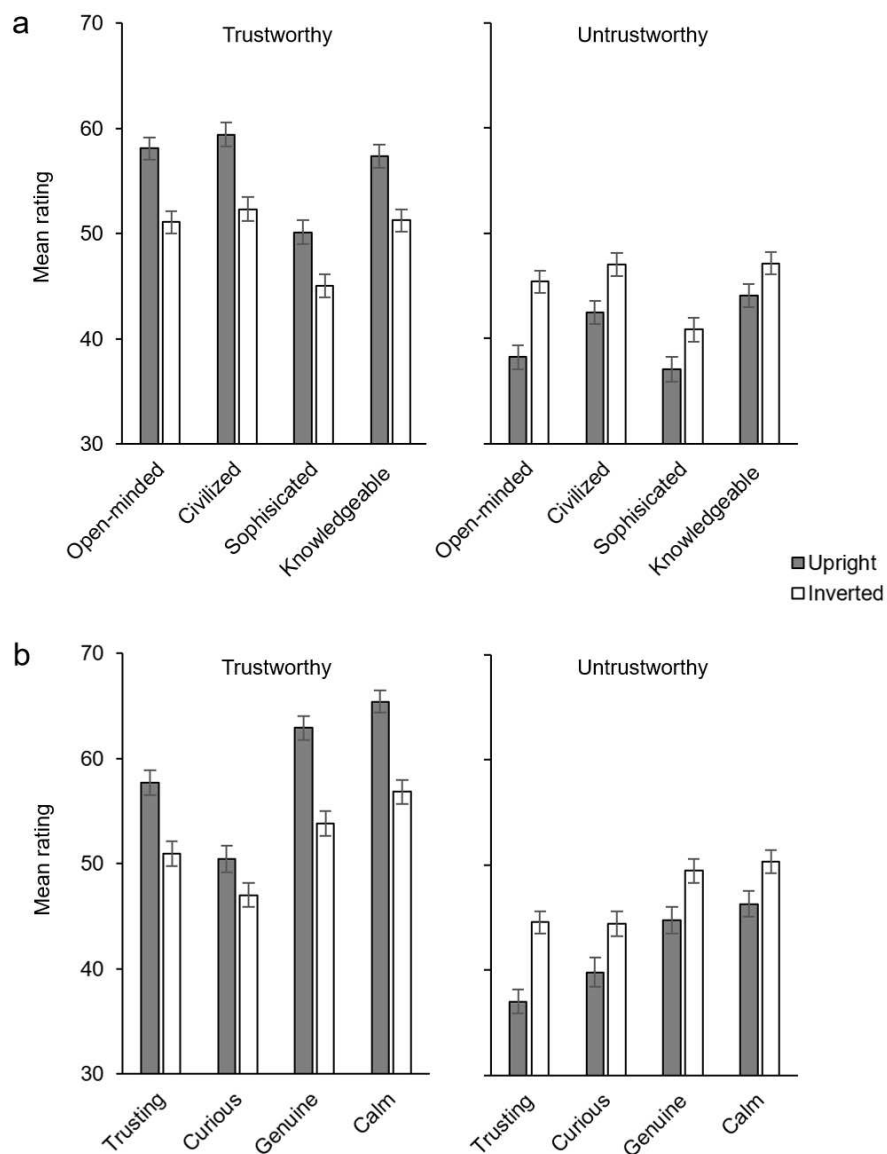 a
Trustworthy
Untrustworthy
70
60
50
40
30
Mean rating
Open-minded
Civilized
Sophisicated
Knowledgeable
Open-minded
Civilized
Sophisicated
Knowledgeable
Upright
Inverted
b
Trustworthy
Untrustworthy
70
60
50
40
30
Mean rating
Trusting
Curious
Genuine
Calm
Trusting
Curious
Genuine
Calm